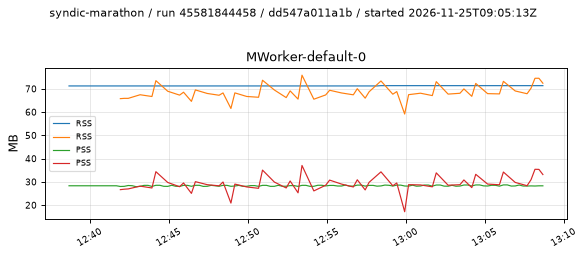 syndic-marathon / run 45581844458 / dd547a011a1b / started 2026-11-25T09:05:13Z
MWorker-default-0
MB
70
60
50
40
30
20
RSS
RSS
PSS
PSS
12:40
12:45
12:50
12:55
13:00
13:05
13:10